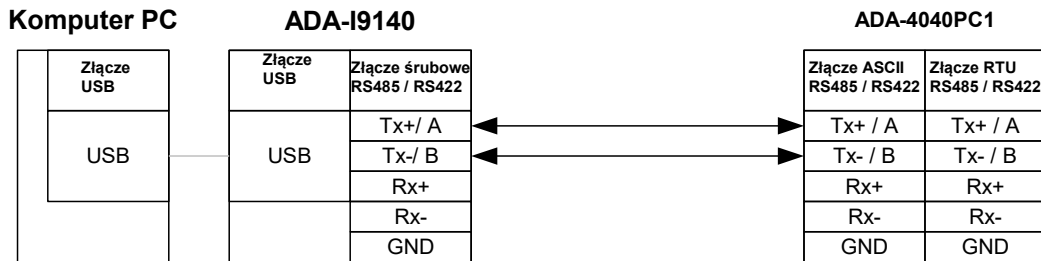 Komputer PC ADA-I9140 ADA-4040PC1
Złącze USB
Złącze USB
Złącze śrubowe RS485 / RS422
Złącze ASCII RS485 / RS422
Złącze RTU RS485 / RS422
USB USB
Tx+/ A Tx+ / A Tx+ / A
Tx-/ B Tx- / B Tx- / B
Rx+ Rx+ Rx+
Rx- Rx- Rx-
GND GND GND